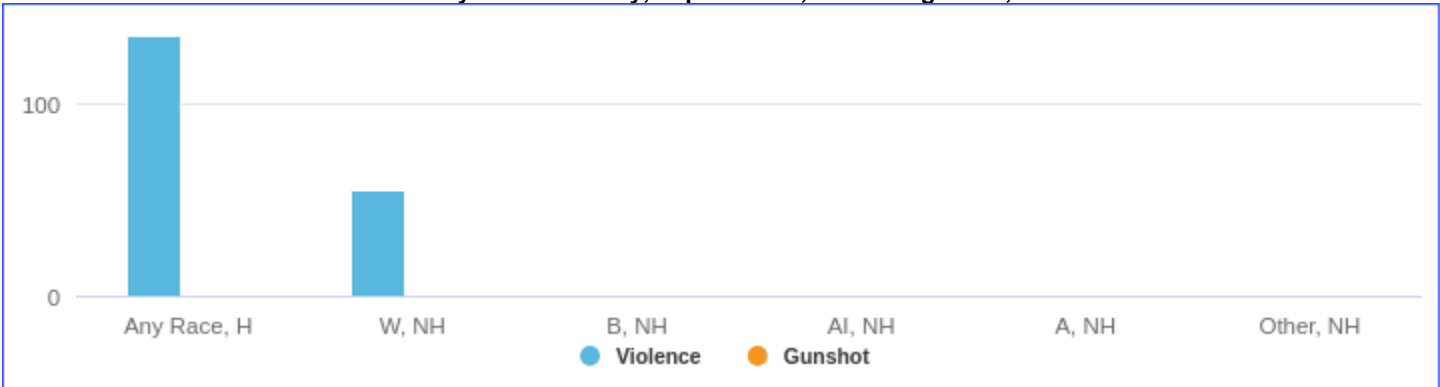 100
0
Any Race, H W, NH B, NH AI, NH A, NH Other, NH
Violence Gunshot